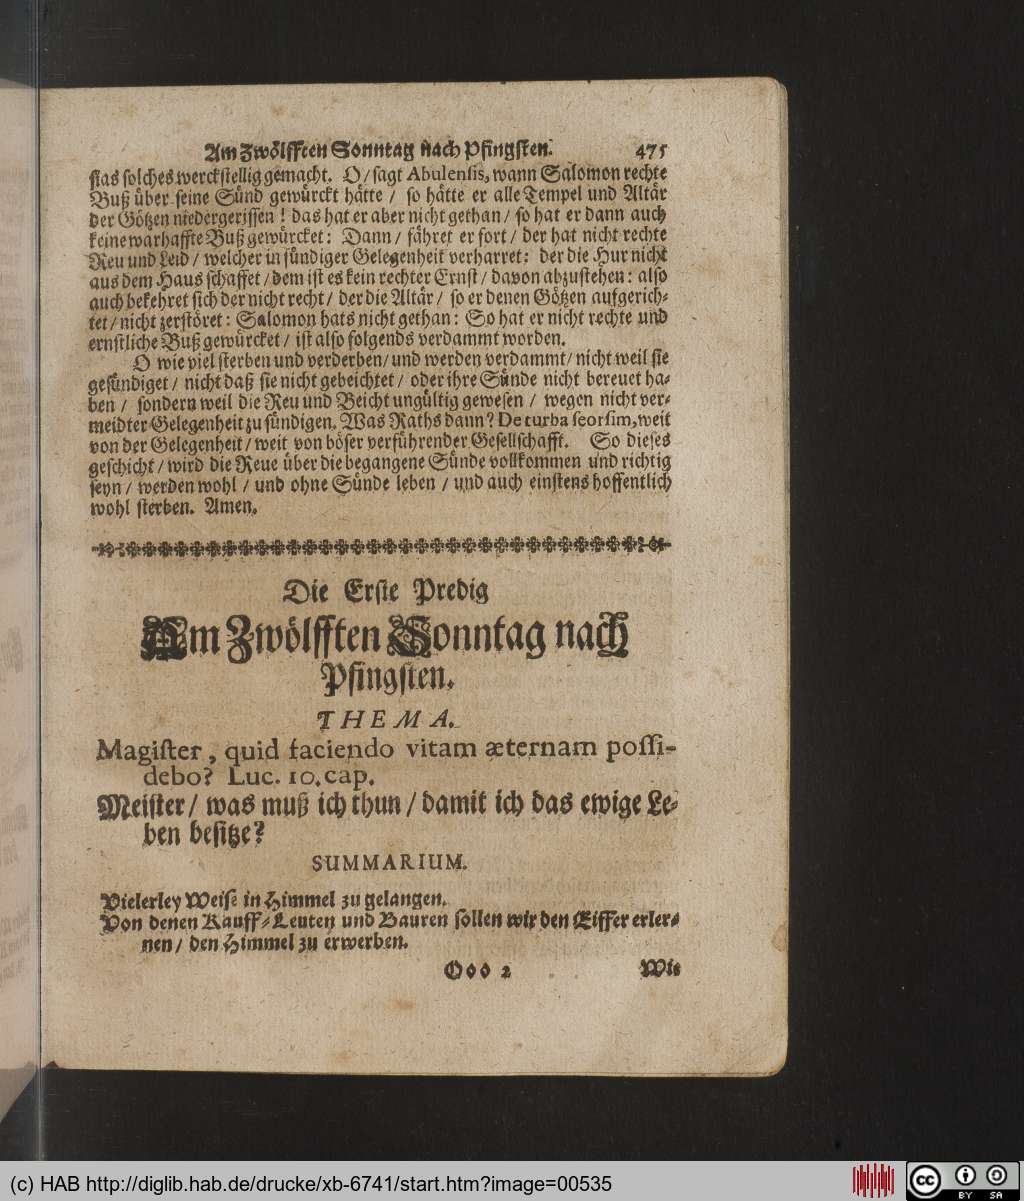 Am Zwölfften Sonntag nach Pfingsten. 475
sias solches werckstellig gemacht. O/ sagt Abulensis, wann Salomon rechte
Buß über seine Sünd gewürckt hätte / so hätte er alle Tempel und Altär
der Götzen niedergerissen! das hat er aber nicht gethan / so hat er dann auch
keine warhaffte Buß gewürcket: Dann / fähret er fort / der hat nicht rechte
Reu und Leid / welcher in sündiger Gelegenheit verharret: der die Hur nicht
aus dem Haus schaffet / dem ist es kein rechter Ernst / davon abzustehen: also
auch bekehret sich der nicht recht / der die Altär / so er denen Götzen aufgerich-
tet / nicht zerstöret: Salomon hats nicht gethan: So hat er nicht rechte und
ernstliche Buß gewürcket / ist also folgends verdammt worden.
O wie viel sterben und verderben / und werden verdammt / nicht weil sie
gesündiget / nicht daß sie nicht gebeichtet / oder ihre Sünde nicht bereuet ha-
ben / sondern weil die Reu und Beicht ungültig gewesen / wegen nicht ver-
meidter Gelegenheit zu sündigen. Was Raths dann? De turba seorsim, weit
von der Gelegenheit / weit von böser verführender Gesellschafft. So dieses
geschicht / wird die Reue über die begangene Sünde vollkommen und richtig
seyn / werden wohl / und ohne Sünde leben / und auch einstens hoffentlich
wohl sterben. Amen.
Die Erste Predig
Am Zwölfften Sonntag nach
Pfingsten.
THEMA.
Magister, quid faciendo vitam æternam possi-
debo? Luc. 10. cap.
Meister / was muß ich thun / damit ich das ewige Le-
ben besitze?
SUMMARIUM.
Vielerley Weise in Himmel zu gelangen.
Von denen Kauff-Leuten und Bauren sollen wir den Eiffer erler-
nen / den Himmel zu erwerben.
Ooo 2 Wie
(c) HAB http://diglib.hab.de/drucke/xb-6741/start.htm?image=00535
cc BY SA